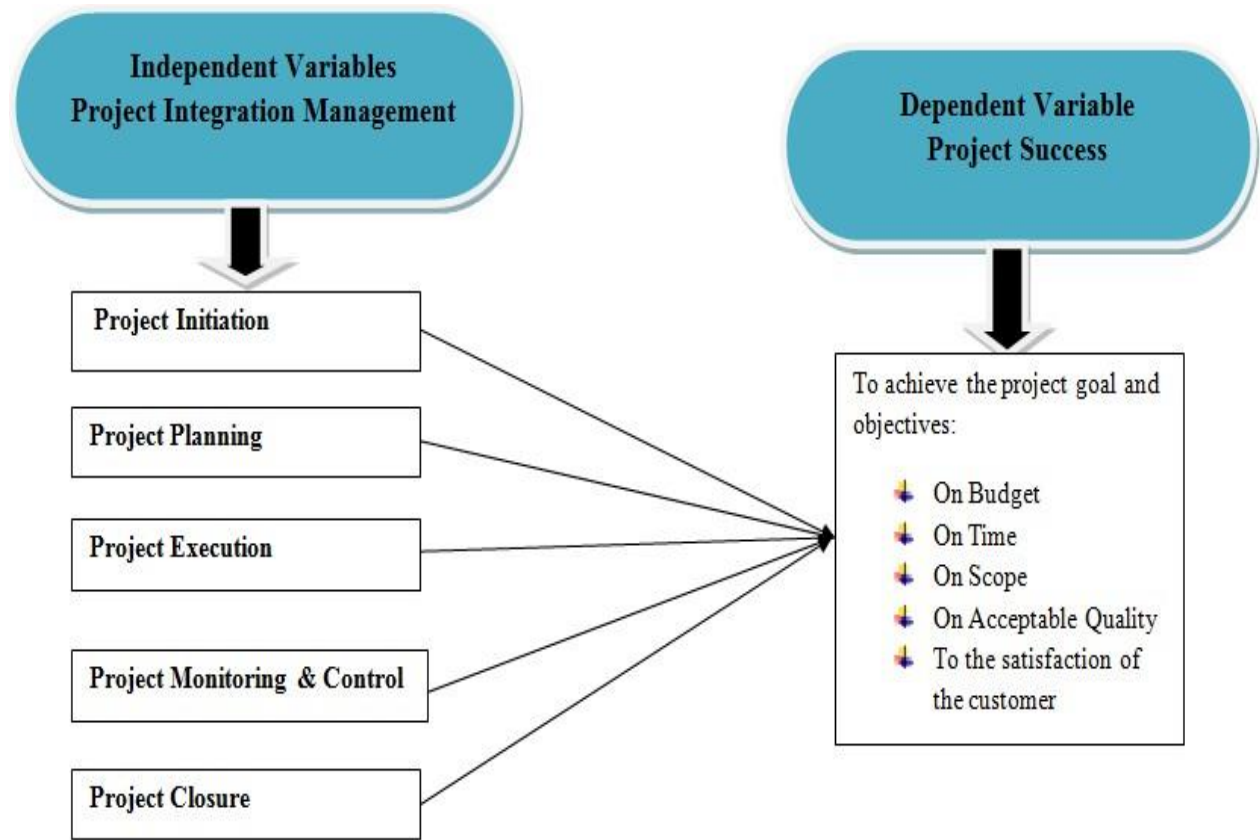 Independent Variables
Project Integration Management
Project Initiation
Project Planning
Project Execution
Project Monitoring & Control
Project Closure
Dependent Variable
Project Success
To achieve the project goal and
objectives:
On Budget
On Time
On Scope
On Acceptable Quality
To the satisfaction of
the customer